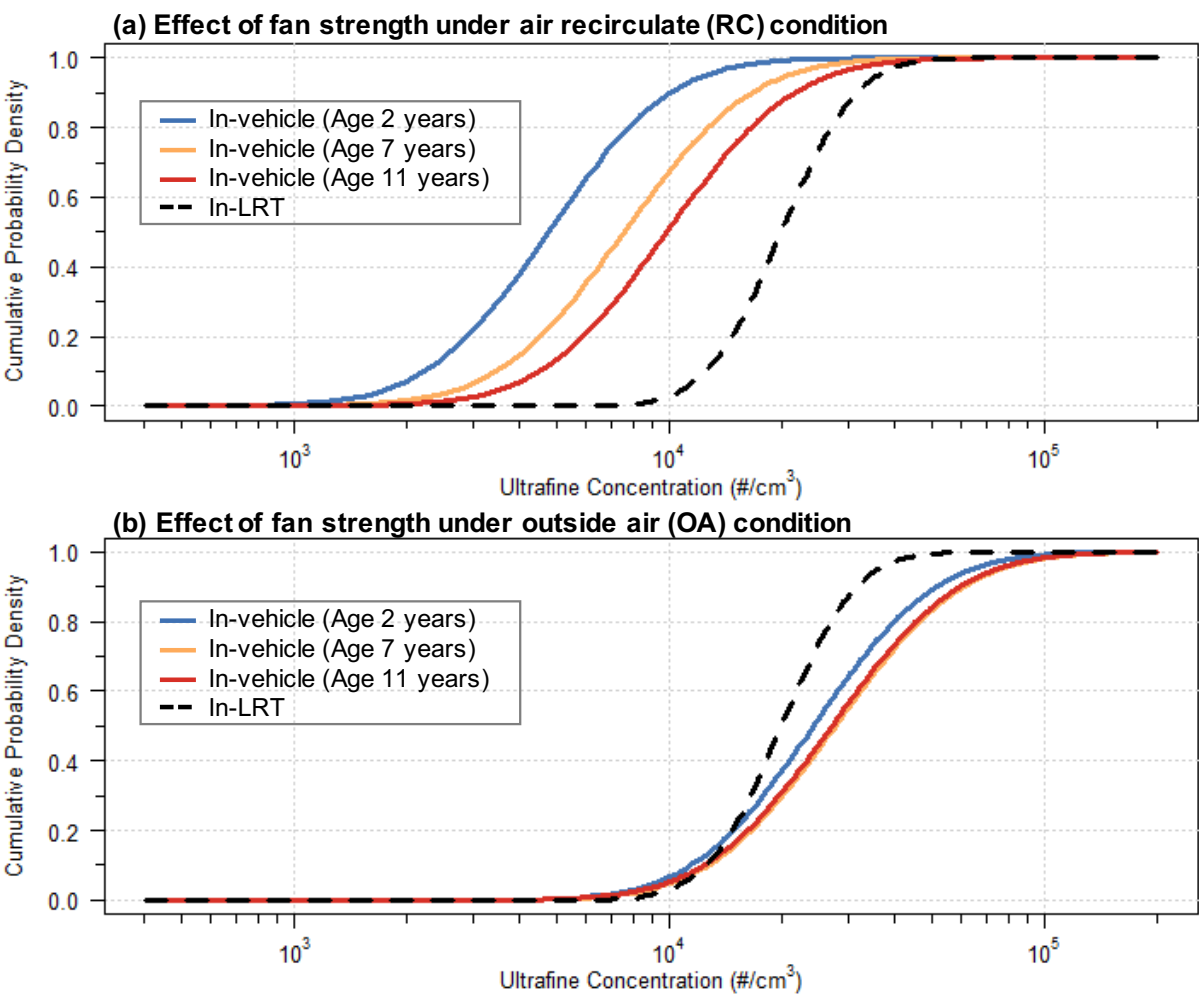 (a) Effect of fan strength under air recirculate (RC) condition
Cumulative Probability Density
1.0
0.8
0.6
0.4
0.2
0.0
In-vehicle (Age 2 years)
In-vehicle (Age 7 years)
In-vehicle (Age 11 years)
In-LRT
10³ 10⁴ 10⁵
Ultrafine Concentration (#/cm³)
(b) Effect of fan strength under outside air (OA) condition
Cumulative Probability Density
1.0
0.8
0.6
0.4
0.2
0.0
In-vehicle (Age 2 years)
In-vehicle (Age 7 years)
In-vehicle (Age 11 years)
In-LRT
10³ 10⁴ 10⁵
Ultrafine Concentration (#/cm³)